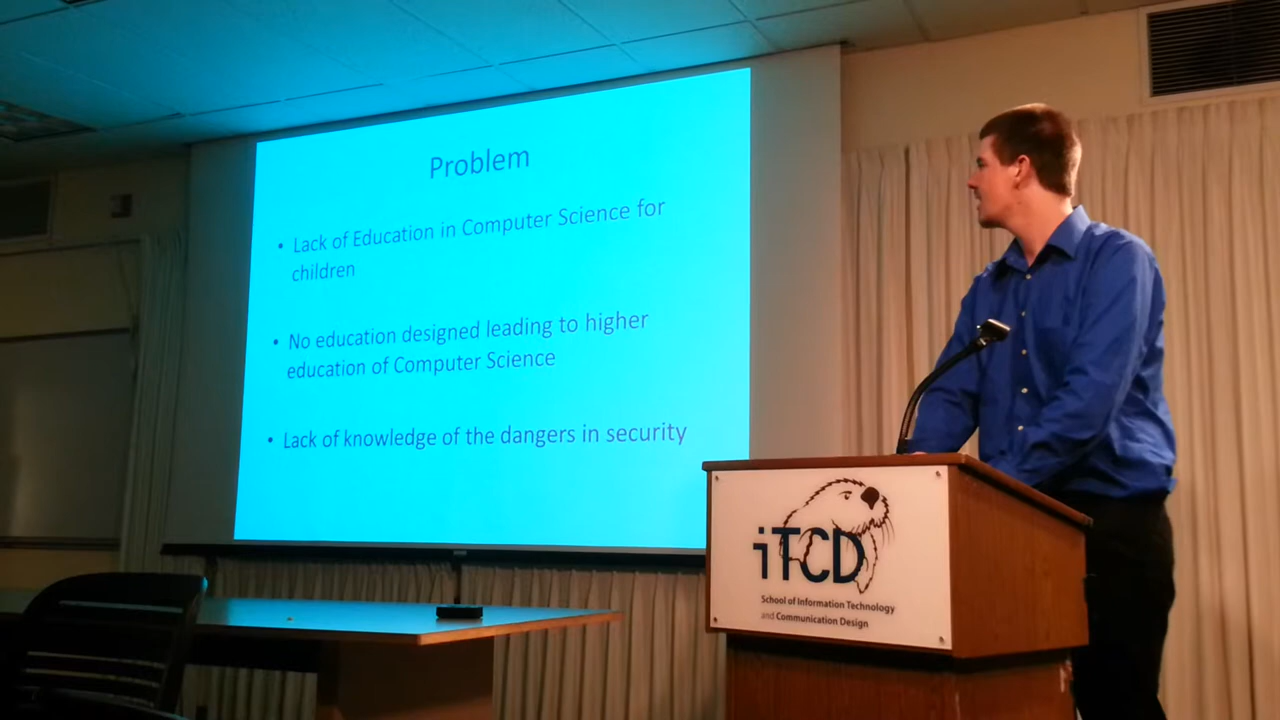 Problem
• Lack of Education in Computer Science for
children
• No education designed leading to higher
education of Computer Science
• Lack of knowledge of the dangers in security
iTCD
School of Information Technology
and Communication Design